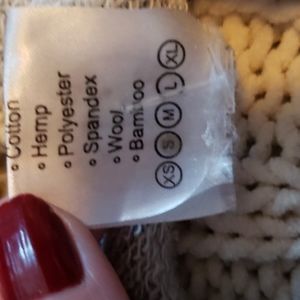 Cotton
Hemp
Polyester
Spandex
Wool
Bamboo
XS S M L XL